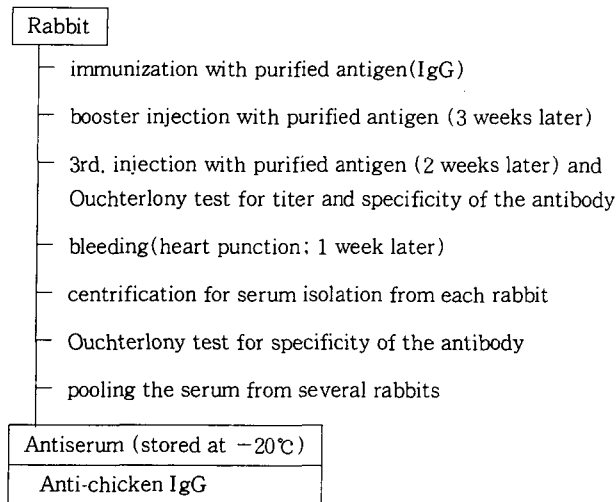 Rabbit
immunization with purified antigen(IgG)
booster injection with purified antigen (3 weeks later)
3rd. injection with purified antigen (2 weeks later) and
Ouchterlony test for titer and specificity of the antibody
bleeding(heart punction; 1 week later)
centrification for serum isolation from each rabbit
Ouchterlony test for specificity of the antibody
pooling the serum from several rabbits
Antiserum (stored at −20℃)
Anti-chicken IgG